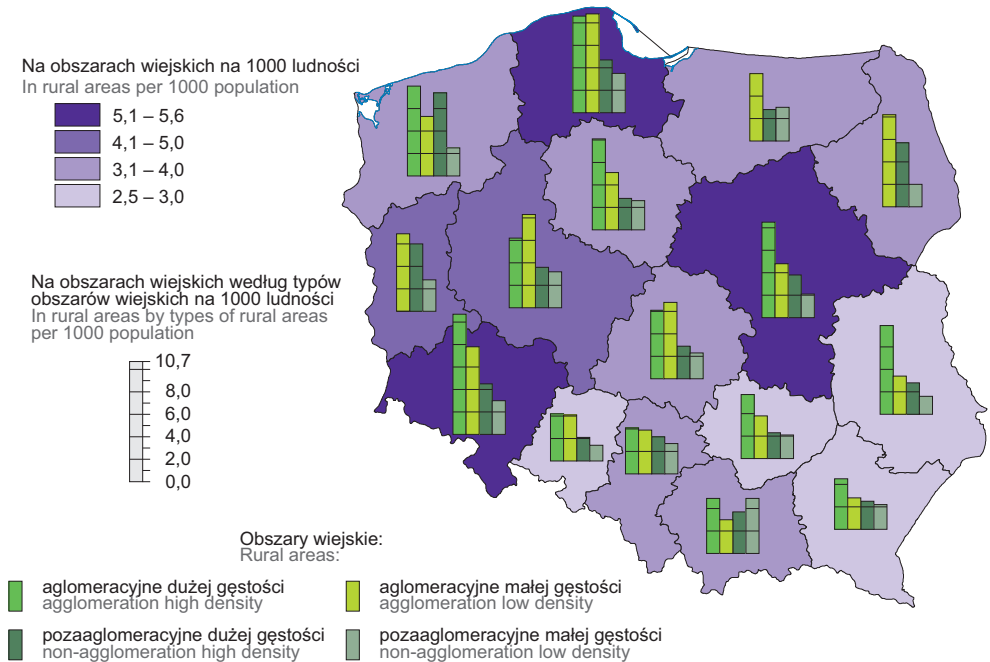 Na obszarach wiejskich na 1000 ludności
In rural areas per 1000 population
5,1 – 5,6
4,1 – 5,0
3,1 – 4,0
2,5 – 3,0
Na obszarach wiejskich według typów
obszarów wiejskich na 1000 ludności
In rural areas by types of rural areas
per 1000 population
10,7
8,0
6,0
4,0
2,0
0,0
Obszary wiejskie:
Rural areas:
aglomeracyjne dużej gęstości
agglomeration high density
aglomeracyjne małej gęstości
agglomeration low density
pozaaglomeracyjne dużej gęstości
non-agglomeration high density
pozaaglomeracyjne małej gęstości
non-agglomeration low density